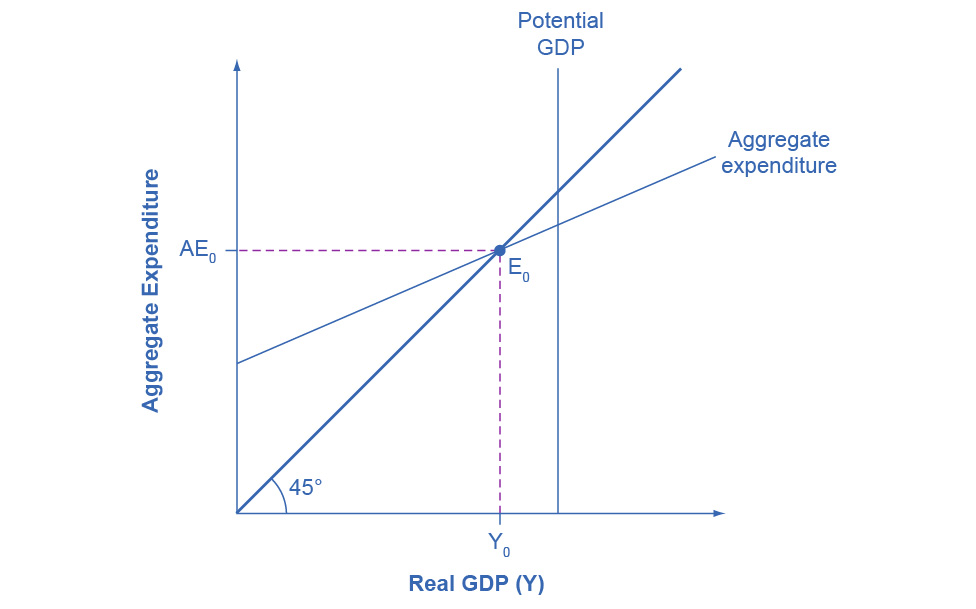 Potential
GDP
Aggregate
expenditure
Aggregate Expenditure
AE₀
E₀
45°
Y₀
Real GDP (Y)